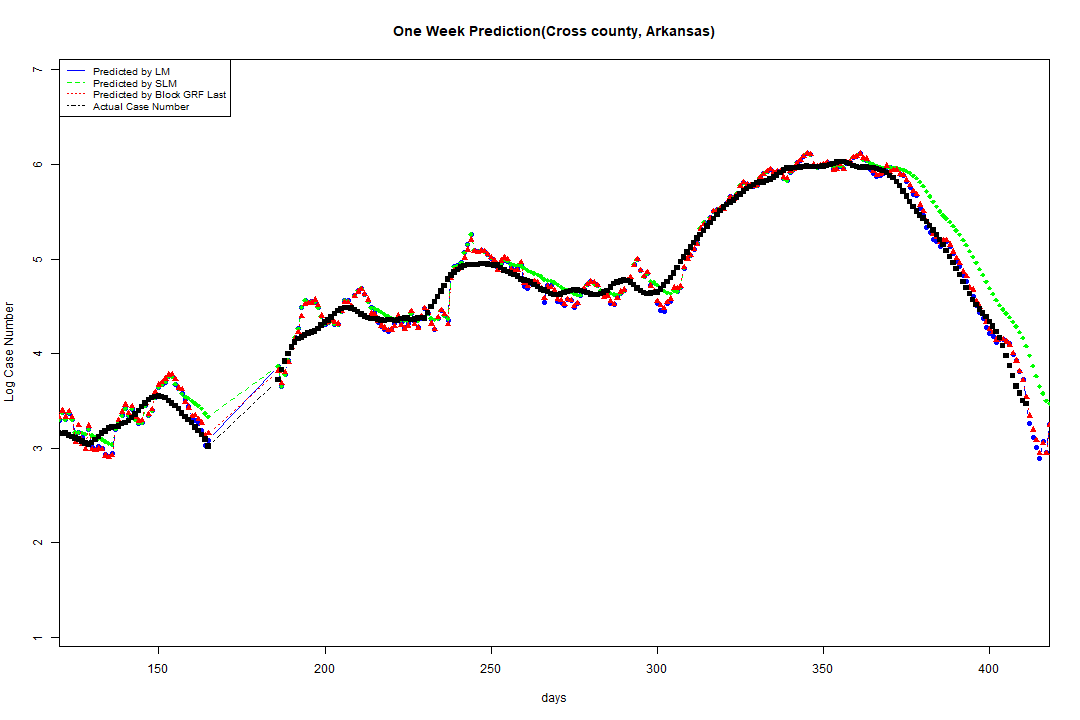 One Week Prediction(Cross county, Arkansas)
Predicted by LM
Predicted by SLM
Predicted by Block GRF Last
Actual Case Number
7
6
5
4
3
2
1
Log Case Number
150 200 250 300 350 400
days